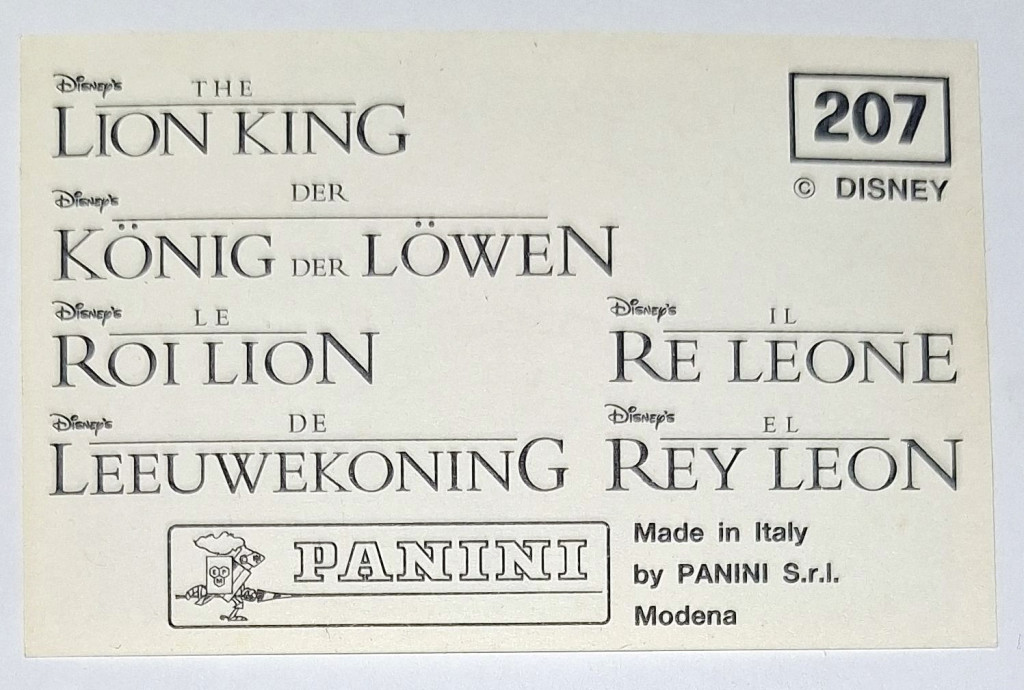 Disney's THE
LION KING
207
© DISNEY
Disney's DER
KÖNIG DER LÖWEN
Disney's LE
ROI LION
Disney's IL
RE LEONE
Disney's DE
LEEUWEKONING
Disney's EL
REY LEON
PANINI
Made in Italy
by PANINI S.r.l.
Modena